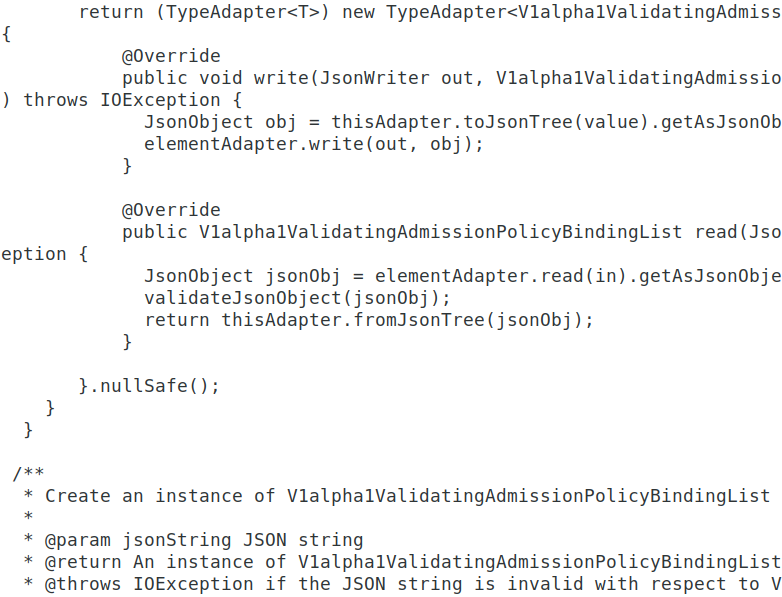 return (TypeAdapter<T>) new TypeAdapter<V1alpha1ValidatingAdmiss
{
           @Override
           public void write(JsonWriter out, V1alpha1ValidatingAdmissio
) throws IOException {
             JsonObject obj = thisAdapter.toJsonTree(value).getAsJsonOb
             elementAdapter.write(out, obj);
           }

           @Override
           public V1alpha1ValidatingAdmissionPolicyBindingList read(Jso
eption {
             JsonObject jsonObj = elementAdapter.read(in).getAsJsonObje
             validateJsonObject(jsonObj);
             return thisAdapter.fromJsonTree(jsonObj);
           }

       }.nullSafe();
    }
  }

 /**
  * Create an instance of V1alpha1ValidatingAdmissionPolicyBindingList
  *
  * @param jsonString JSON string
  * @return An instance of V1alpha1ValidatingAdmissionPolicyBindingList
  * @throws IOException if the JSON string is invalid with respect to V